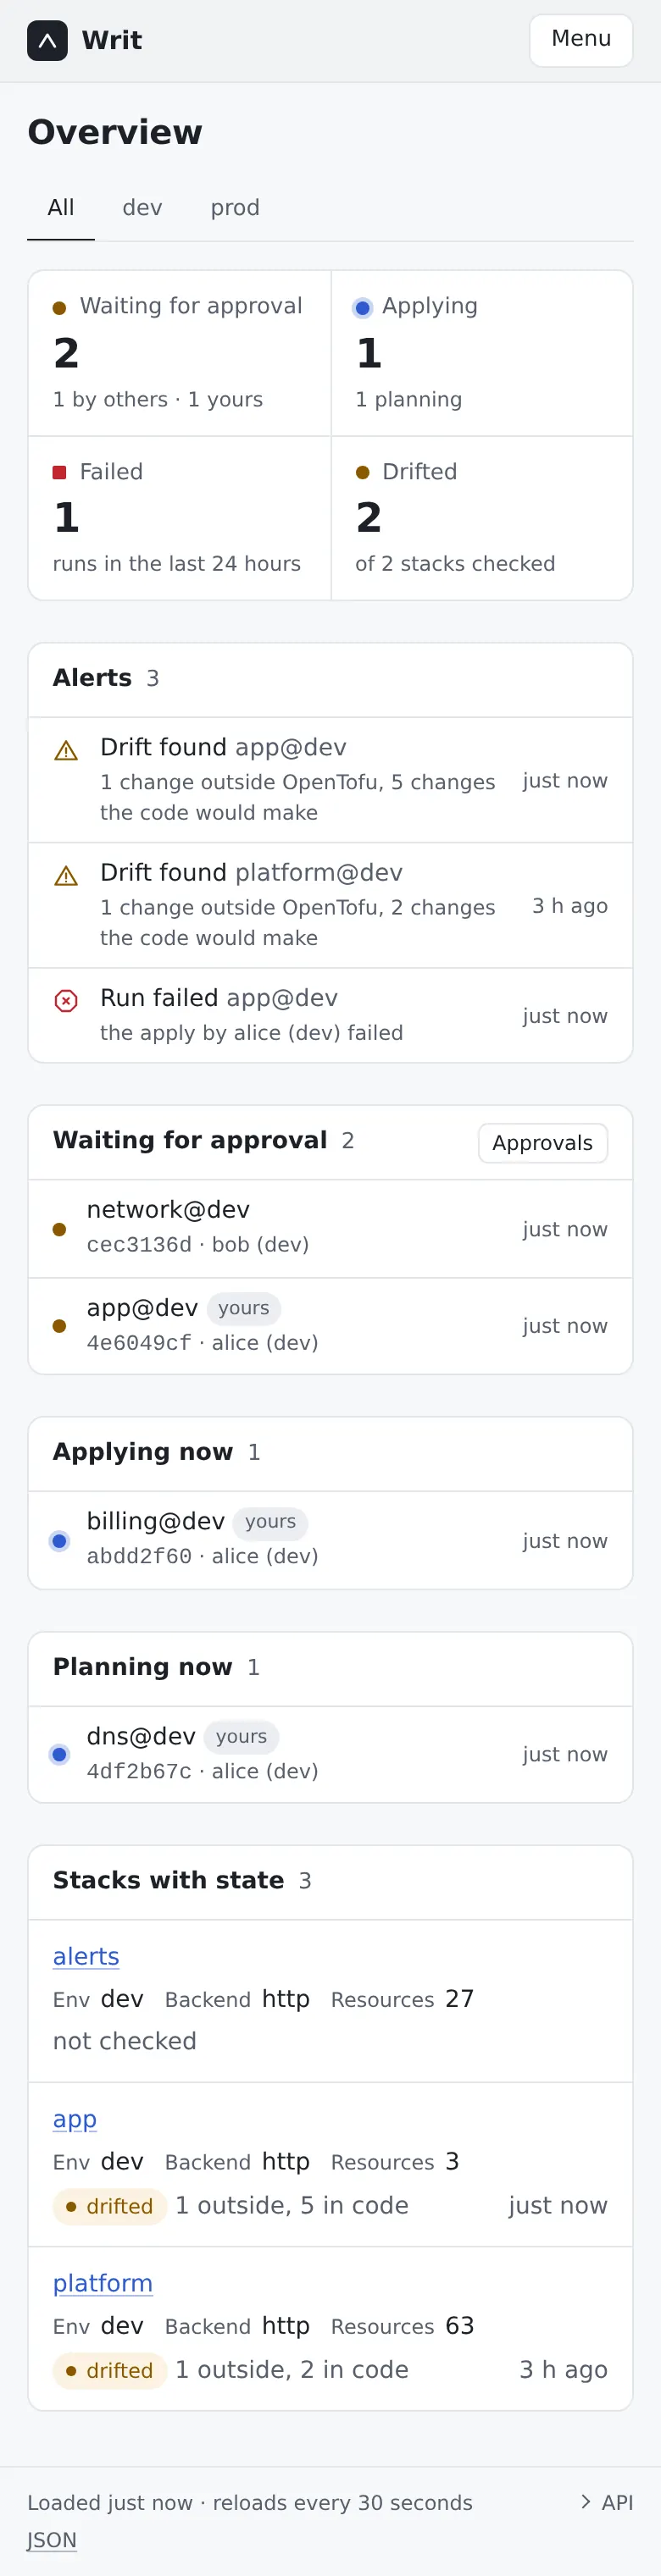 Writ
Menu
Overview
All dev prod
Waiting for approval
2
1 by others · 1 yours
Applying
1
1 planning
Failed
1
runs in the last 24 hours
Drifted
2
of 2 stacks checked
Alerts 3
Drift found app@dev
1 change outside OpenTofu, 5 changes
the code would make
just now
Drift found platform@dev
1 change outside OpenTofu, 2 changes
the code would make
3 h ago
Run failed app@dev
the apply by alice (dev) failed
just now
Waiting for approval 2
Approvals
network@dev
cec3136d · bob (dev)
just now
app@dev yours
4e6049cf · alice (dev)
just now
Applying now 1
billing@dev yours
abdd2f60 · alice (dev)
just now
Planning now 1
dns@dev yours
4df2b67c · alice (dev)
just now
Stacks with state 3
alerts
Env dev Backend http Resources 27
not checked
app
Env dev Backend http Resources 3
drifted 1 outside, 5 in code just now
platform
Env dev Backend http Resources 63
drifted 1 outside, 2 in code 3 h ago
Loaded just now · reloads every 30 seconds
API
JSON